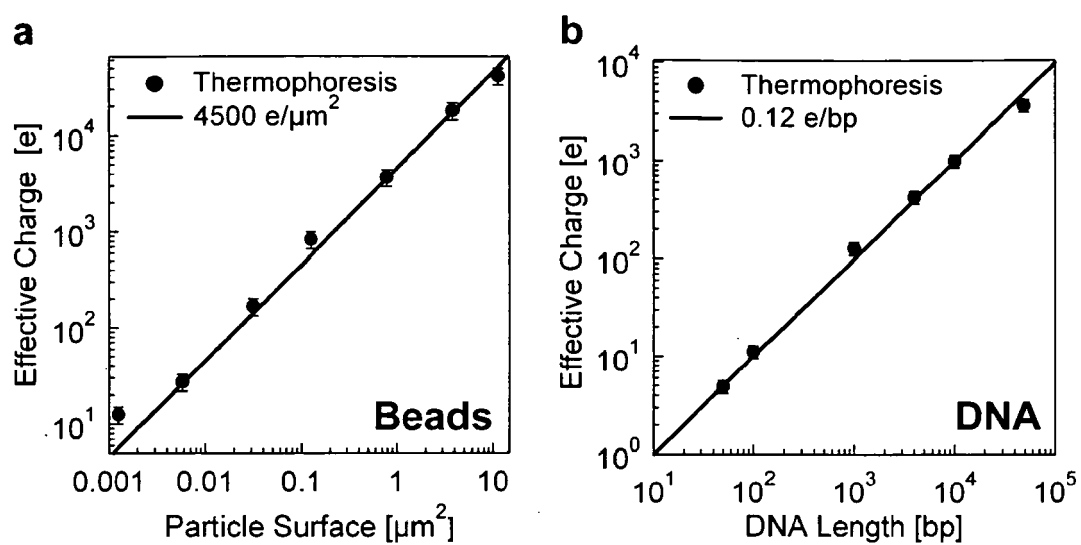 a
Thermophoresis
4500 e/µm²
10⁴
10³
10²
10¹
Effective Charge [e]
Beads
0.001 0.01 0.1 1 10
Particle Surface [µm²]
b
Thermophoresis
0.12 e/bp
10⁴
10³
10²
10¹
10⁰
Effective Charge [e]
DNA
10¹ 10² 10³ 10⁴ 10⁵
DNA Length [bp]